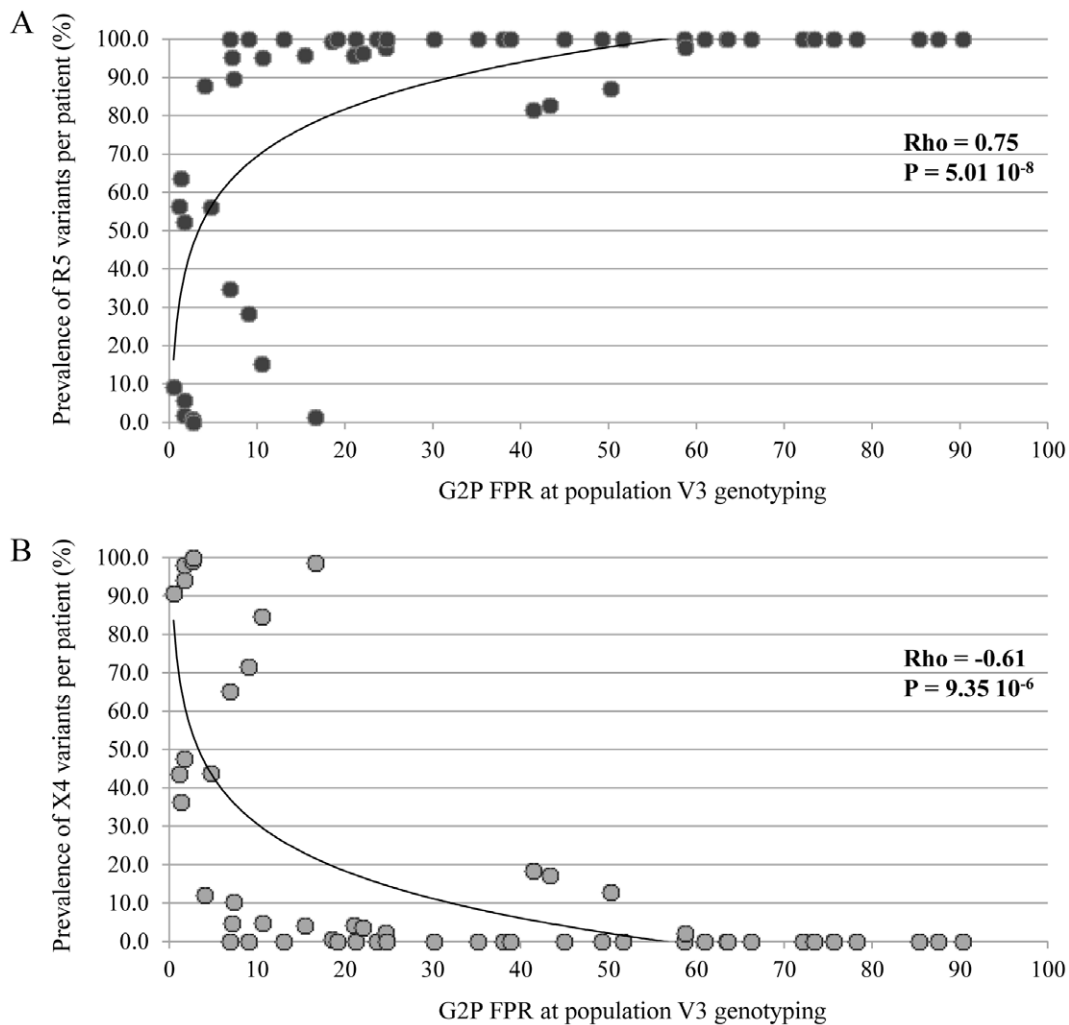 A
Prevalence of R5 variants per patient (%)
100.0
90.0
80.0
70.0
60.0
50.0
40.0
30.0
20.0
10.0
0.0
Rho = 0.75
P = 5.01 10-8
0 10 20 30 40 50 60 70 80 90 100
G2P FPR at population V3 genotyping
B
Prevalence of X4 variants per patient (%)
100.0
90.0
80.0
70.0
60.0
50.0
40.0
30.0
20.0
10.0
0.0
Rho = -0.61
P = 9.35 10-6
0 10 20 30 40 50 60 70 80 90 100
G2P FPR at population V3 genotyping